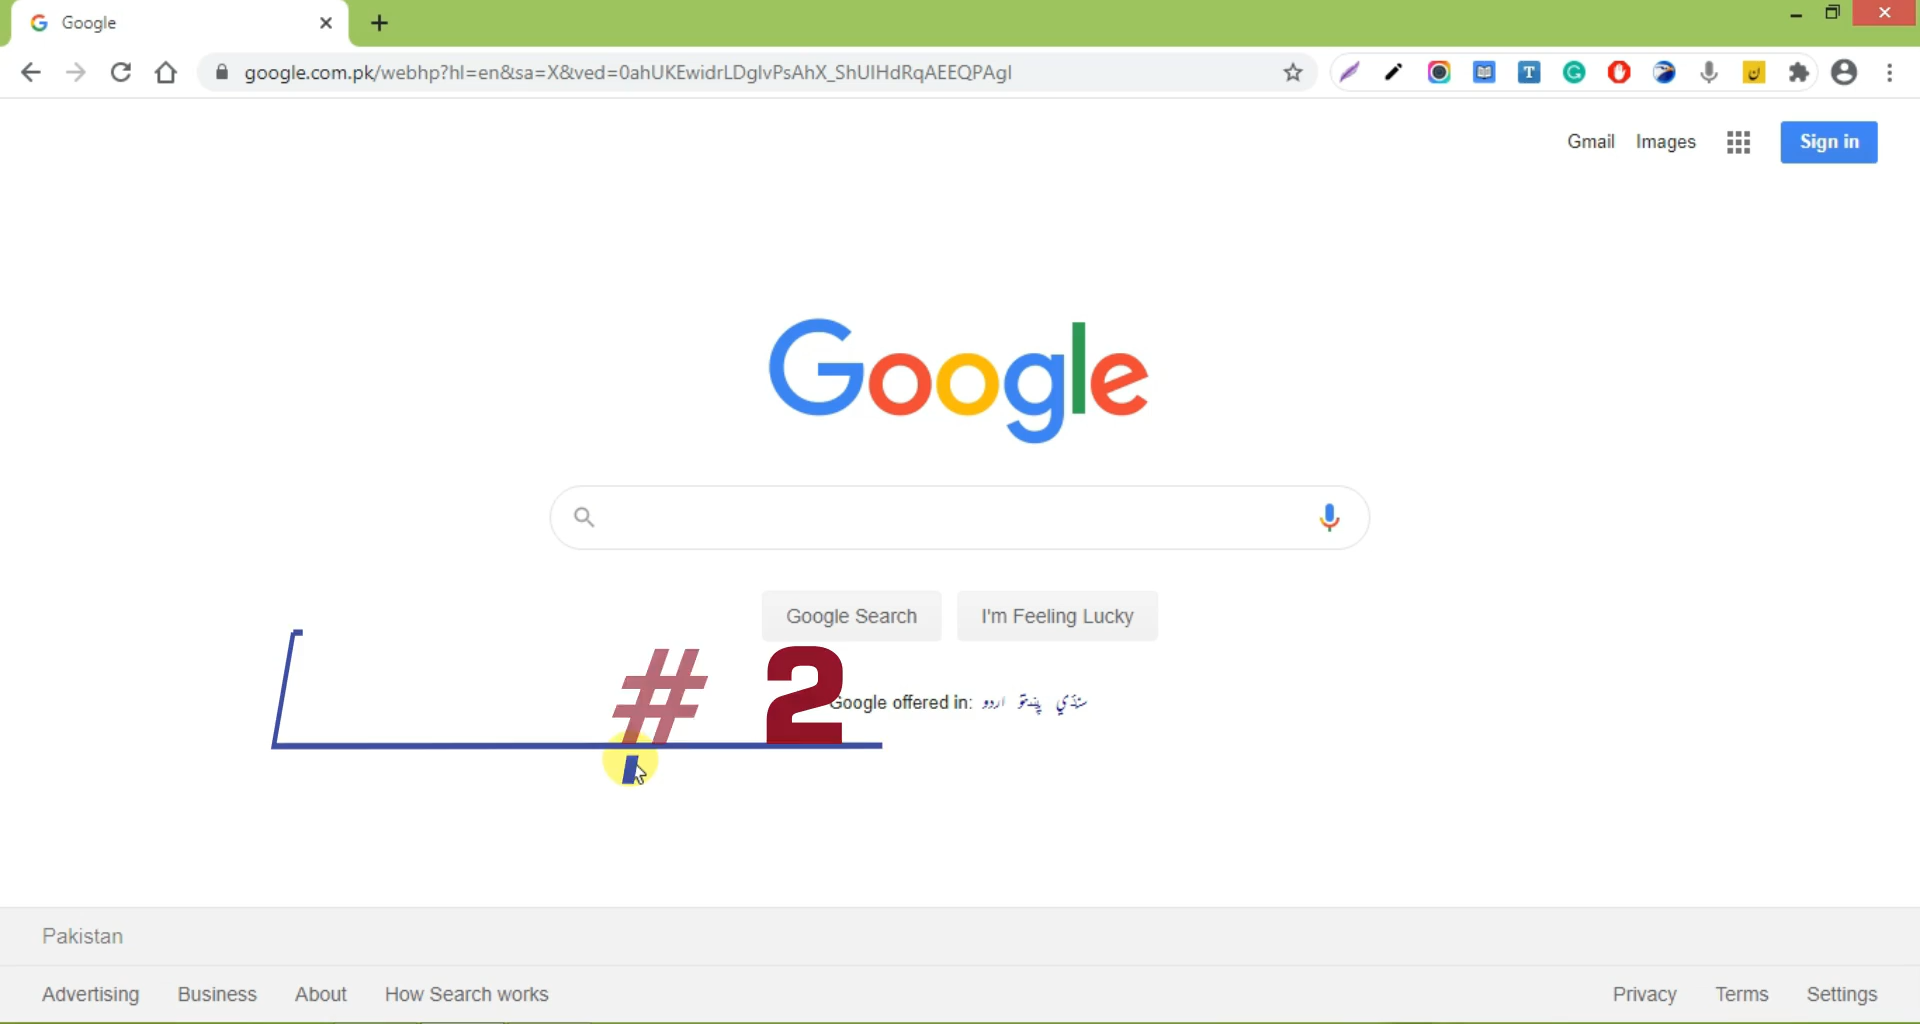 Google
google.com.pk/webhp?hl=en&sa=X&ved=0ahUKEwidrLDglvPsAhX_ShUIHdRqAEEQPAgI
Gmail Images Sign in
Google
Google Search I'm Feeling Lucky
# 2
Google offered in: اردو پښتو سنڌي
Pakistan
Advertising Business About How Search works Privacy Terms Settings